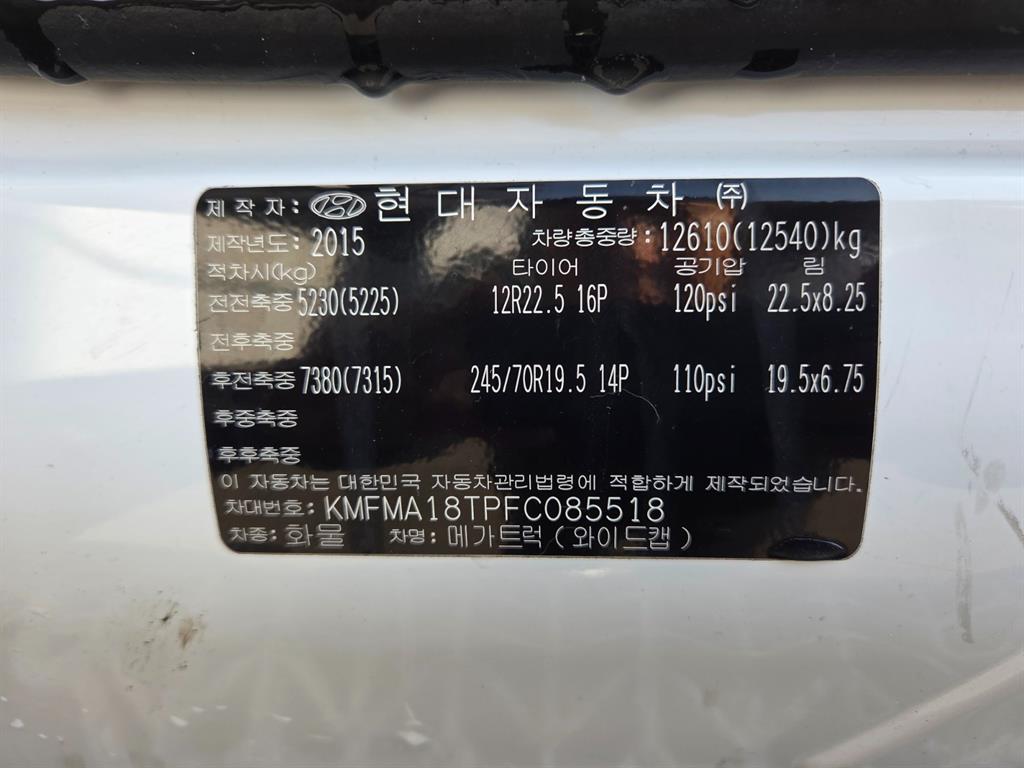 제작자: 현대자동차 (주)
제작년도: 2015 차량총중량: 12610(12540)kg
적차시(kg) 타이어 공기압 림
전전축중 5230(5225) 12R22.5 16P 120psi 22.5x8.25
전후축중
후전축중 7380(7315) 245/70R19.5 14P 110psi 19.5x6.75
후중축중
후후축중
이 자동차는 대한민국 자동차관리법령에 적합하게 제작되었습니다.
차대번호: KMFMA18TPFC085518
차종: 화물 차명: 메가트럭(와이드캡)